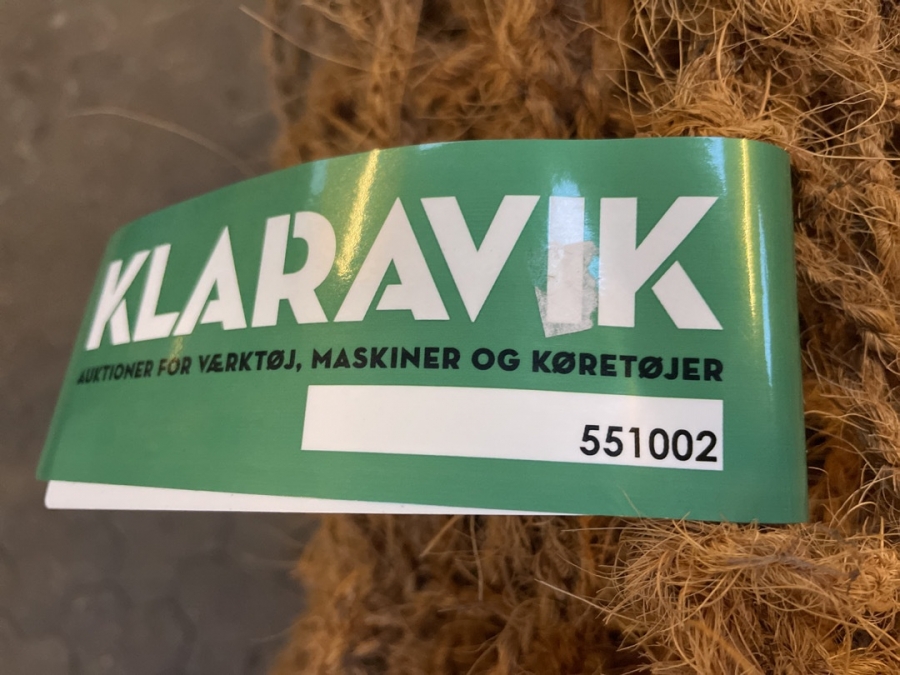 KLARAVIK
AUKTIONER FOR VÆRKTØJ, MASKINER OG KØRETØJER
551002